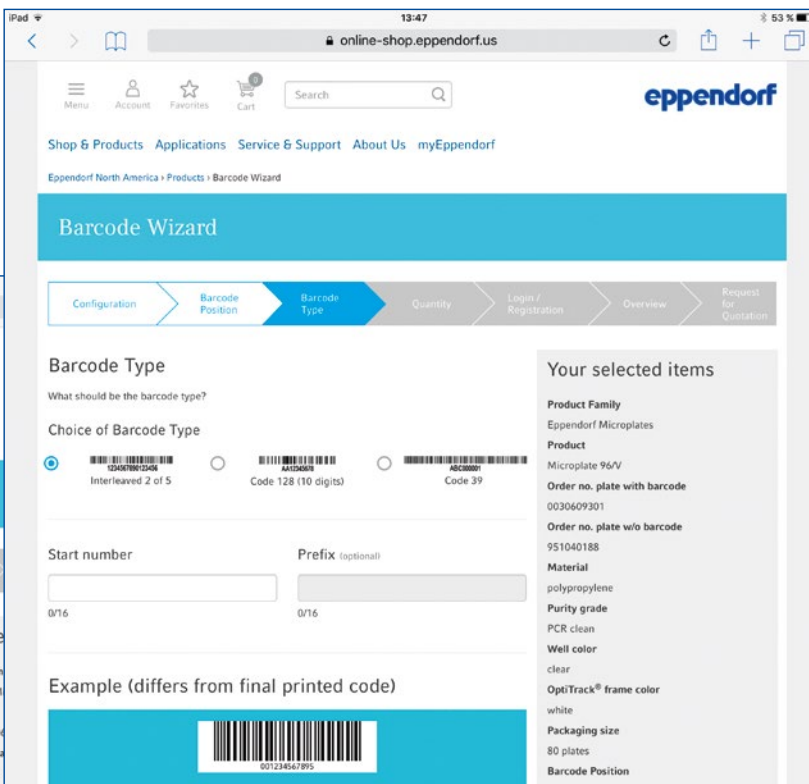 iPad
13:47
53 %
online-shop.eppendorf.us
Menu
Account
Favorites
0
Cart
Search
eppendorf
Shop & Products Applications Service & Support About Us myEppendorf
Eppendorf North America › Products › Barcode Wizard
Barcode Wizard
Configuration
Barcode
Position
Barcode
Type
Quantity
Login /
Registration
Overview
Request
for
Quotation
Barcode Type
What should be the barcode type?
Choice of Barcode Type
1234567890123456
Interleaved 2 of 5
AA12345678
Code 128 (10 digits)
ABC000001
Code 39
Start number
0/16
Prefix (optional)
0/16
Example (differs from final printed code)
001234567895
Your selected items
Product Family
Eppendorf Microplates
Product
Microplate 96/V
Order no. plate with barcode
0030609301
Order no. plate w/o barcode
951040188
Material
polypropylene
Purity grade
PCR clean
Well color
clear
OptiTrack® frame color
white
Packaging size
80 plates
Barcode Position